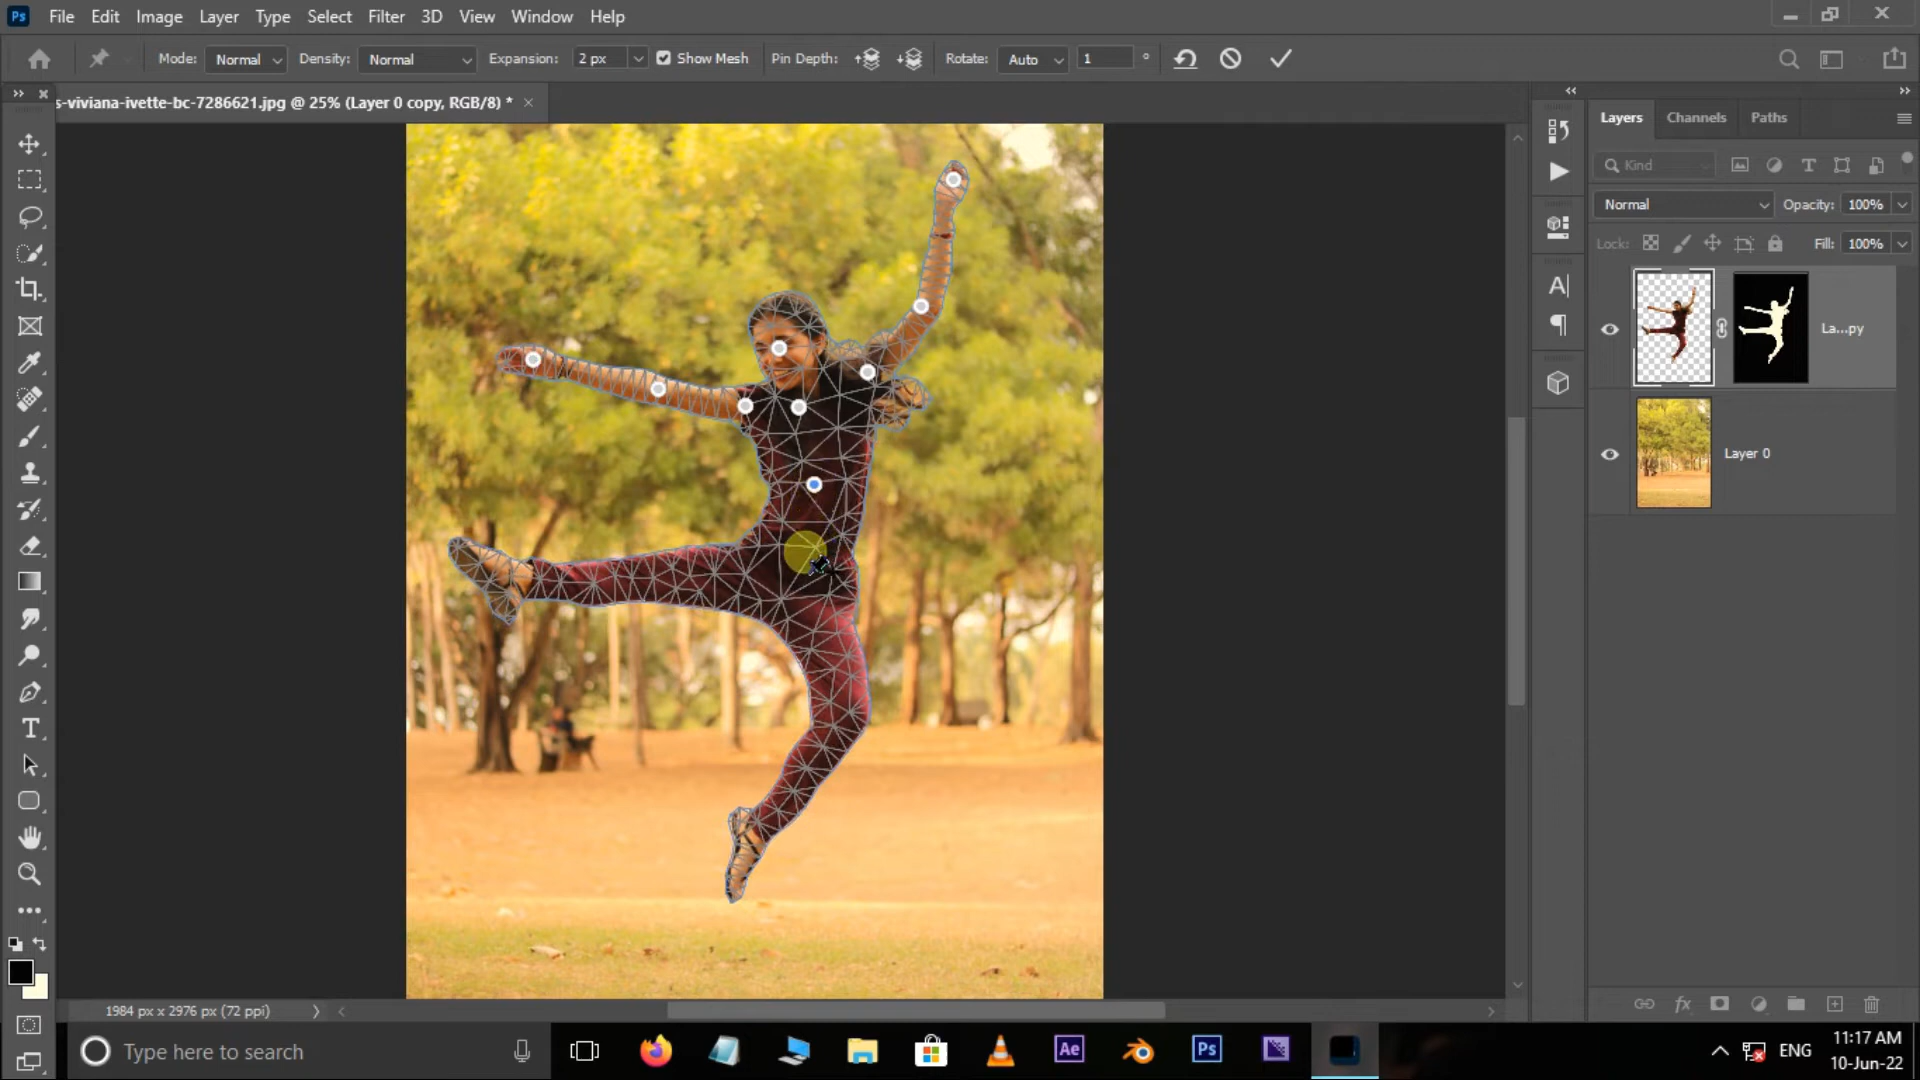 Ps File Edit Image Layer Type Select Filter 3D View Window Help
Mode: Normal Density: Normal Expansion: 2 px Show Mesh Pin Depth: Rotate: Auto 1 °
s-viviana-ivette-bc-7286621.jpg @ 25% (Layer 0 copy, RGB/8) *
Layers Channels Paths
Kind
Normal Opacity: 100%
Lock: Fill: 100%
La...py
Layer 0
1984 px x 2976 px (72 ppi)
Type here to search
Ae
Ps
ENG
11:17 AM
10-Jun-22